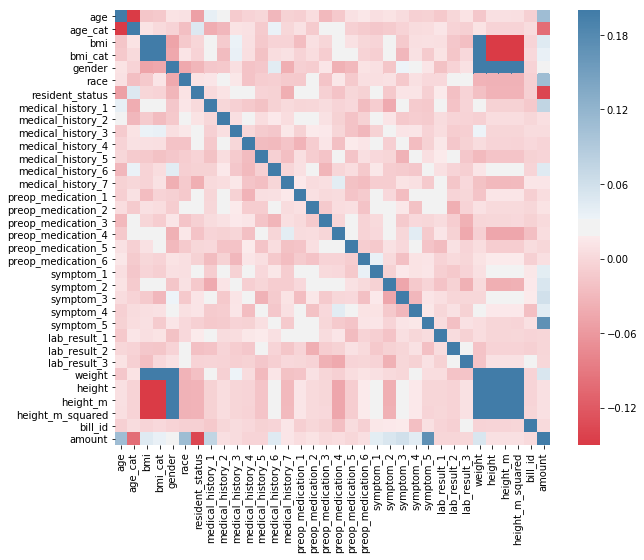 age
age_cat
bmi
bmi_cat
gender
race
resident_status
medical_history_1
medical_history_2
medical_history_3
medical_history_4
medical_history_5
medical_history_6
medical_history_7
preop_medication_1
preop_medication_2
preop_medication_3
preop_medication_4
preop_medication_5
preop_medication_6
symptom_1
symptom_2
symptom_3
symptom_4
symptom_5
lab_result_1
lab_result_2
lab_result_3
weight
height
height_m
height_m_squared
bill_id
amount
age
age_cat
bmi
bmi_cat
gender
race
resident_status
medical_history_1
medical_history_2
medical_history_3
medical_history_4
medical_history_5
medical_history_6
medical_history_7
preop_medication_1
preop_medication_2
preop_medication_3
preop_medication_4
preop_medication_5
preop_medication_6
symptom_1
symptom_2
symptom_3
symptom_4
symptom_5
lab_result_1
lab_result_2
lab_result_3
weight
height
height_m
height_m_squared
bill_id
amount
0.18
0.12
0.06
0.00
−0.06
−0.12